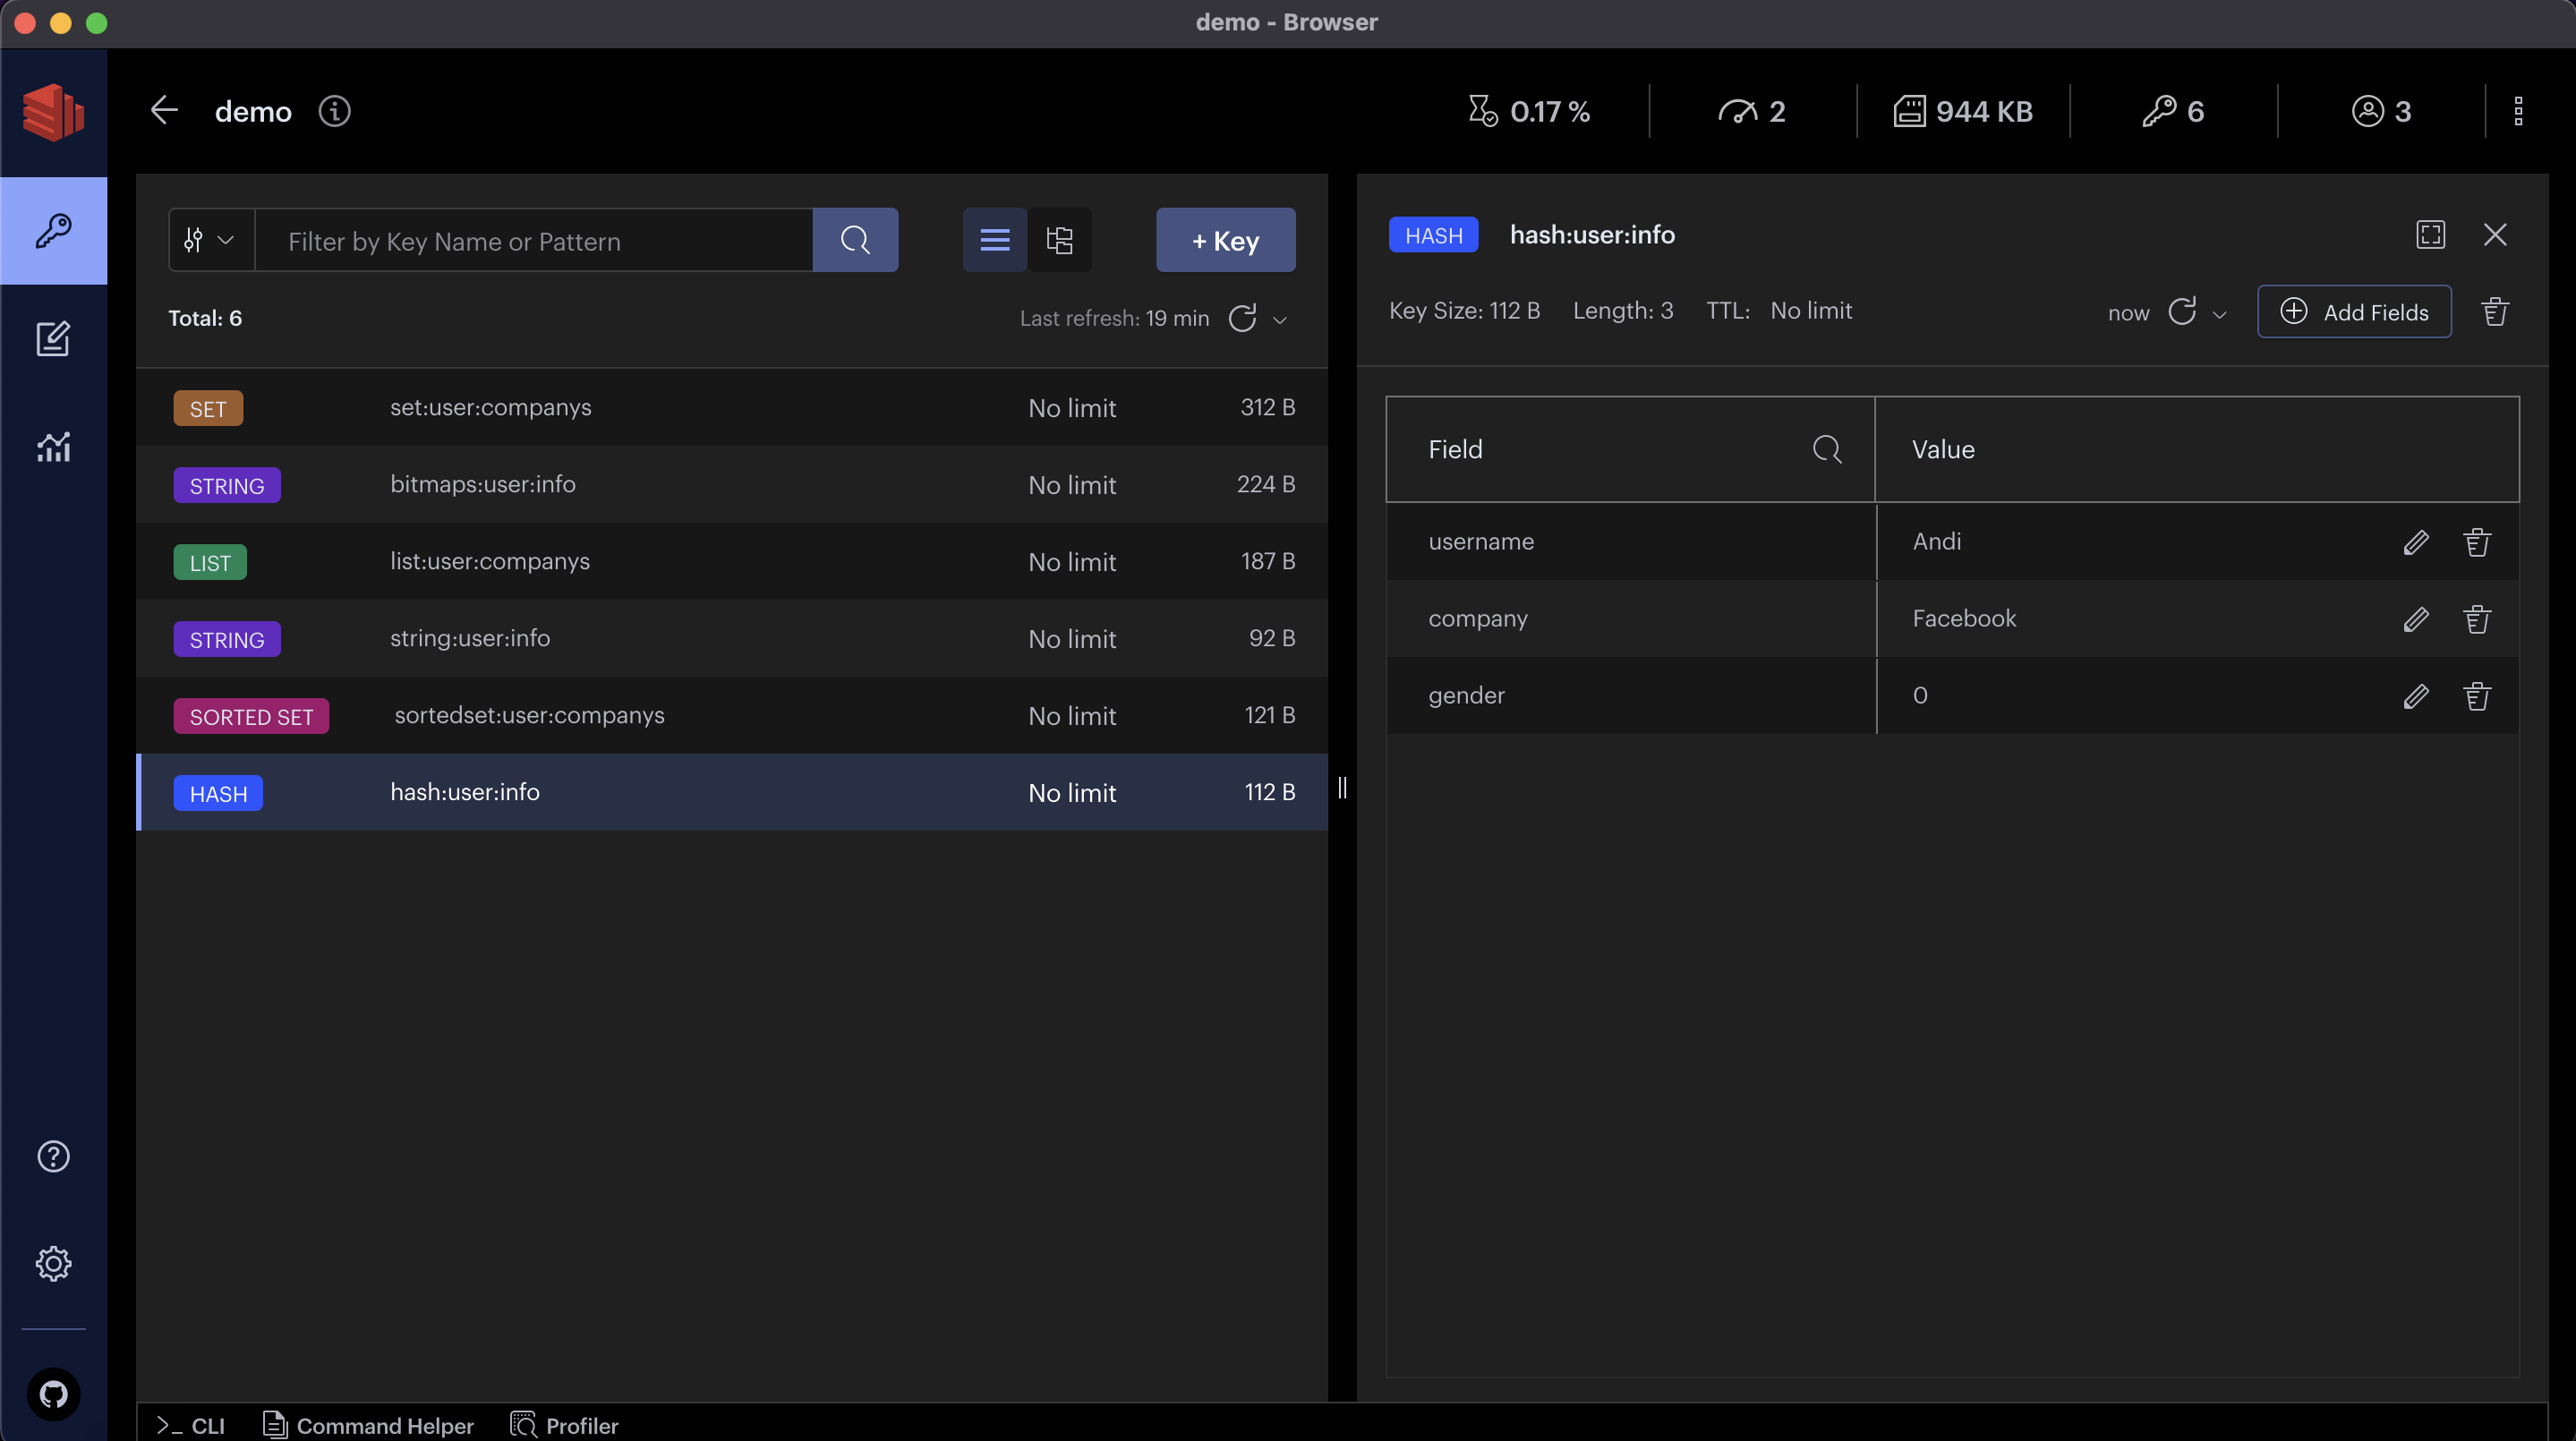 demo - Browser
demo 0.17 % 2 944 KB 6 3
Filter by Key Name or Pattern + Key
Total: 6 Last refresh: 19 min
SET set:user:companys No limit 312 B
STRING bitmaps:user:info No limit 224 B
LIST list:user:companys No limit 187 B
STRING string:user:info No limit 92 B
SORTED SET sortedset:user:companys No limit 121 B
HASH hash:user:info No limit 112 B
HASH hash:user:info
Key Size: 112 B Length: 3 TTL: No limit now Add Fields
Field Value
username Andi
company Facebook
gender 0
>_ CLI Command Helper Profiler